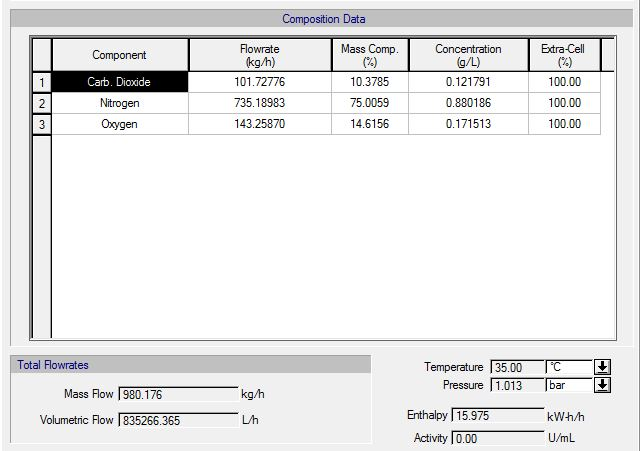 Composition Data
Component Flowrate (kg/h) Mass Comp. (%) Concentration (g/L) Extra-Cell (%)
1 Carb. Dioxide 101.72776 10.3785 0.121791 100.00
2 Nitrogen 735.18983 75.0059 0.880186 100.00
3 Oxygen 143.25870 14.6156 0.171513 100.00
Total Flowrates
Mass Flow 980.176 kg/h
Volumetric Flow 835266.365 L/h
Temperature 35.00 °C
Pressure 1.013 bar
Enthalpy 15.975 kW-h/h
Activity 0.00 U/mL